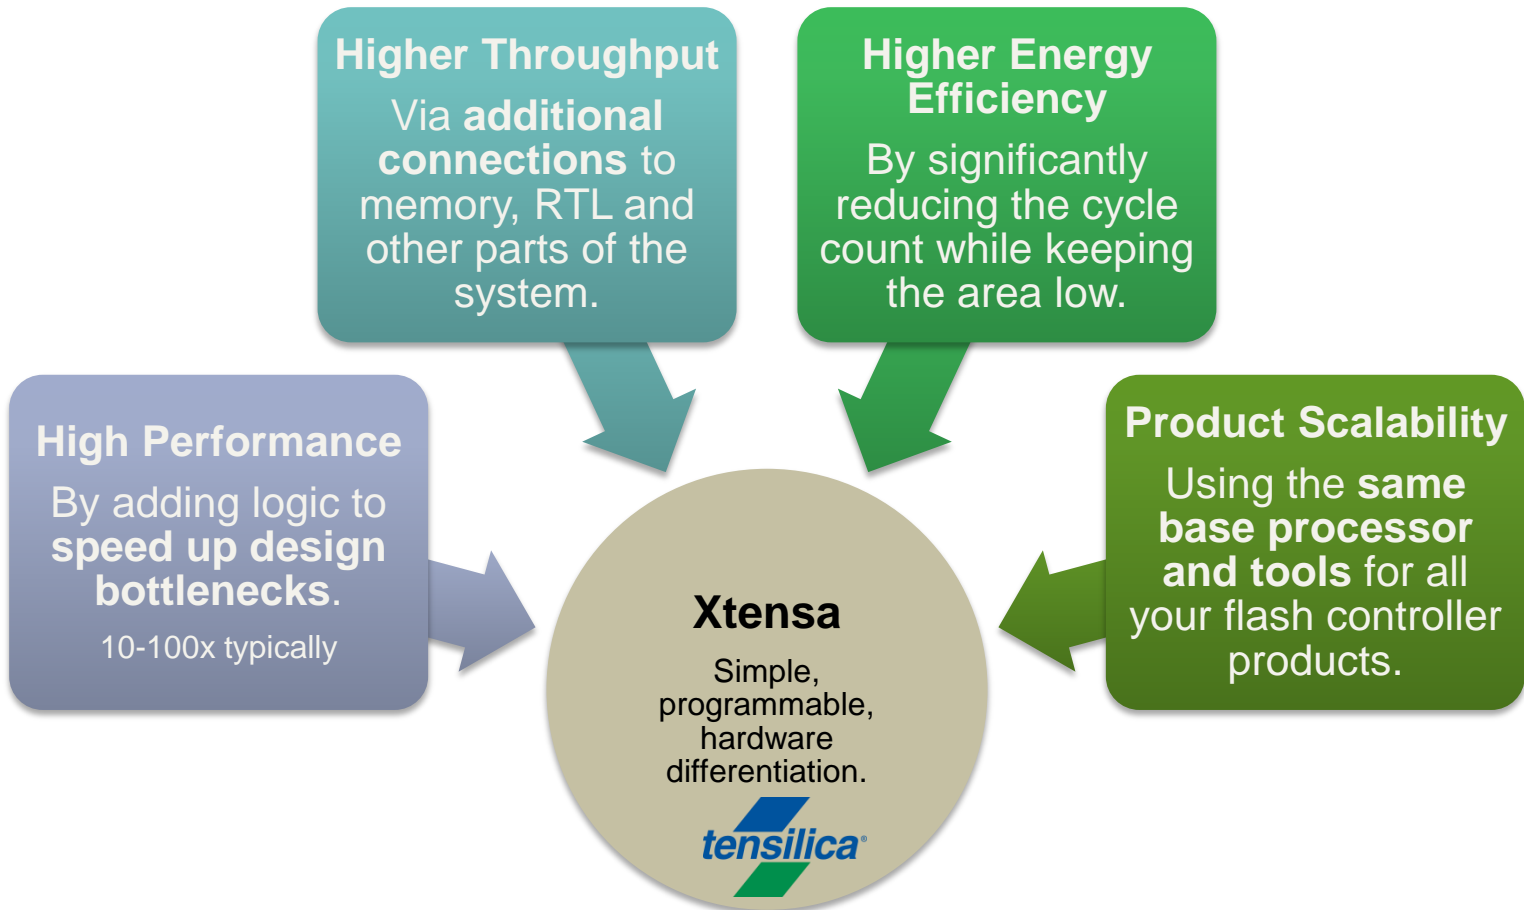 Higher Throughput
Via additional
connections to
memory, RTL and
other parts of the
system.
Higher Energy
Efficiency
By significantly
reducing the cycle
count while keeping
the area low.
High Performance
By adding logic to
speed up design
bottlenecks.
10-100x typically
Product Scalability
Using the same
base processor
and tools for all
your flash controller
products.
Xtensa
Simple,
programmable,
hardware
differentiation.
tensilica®